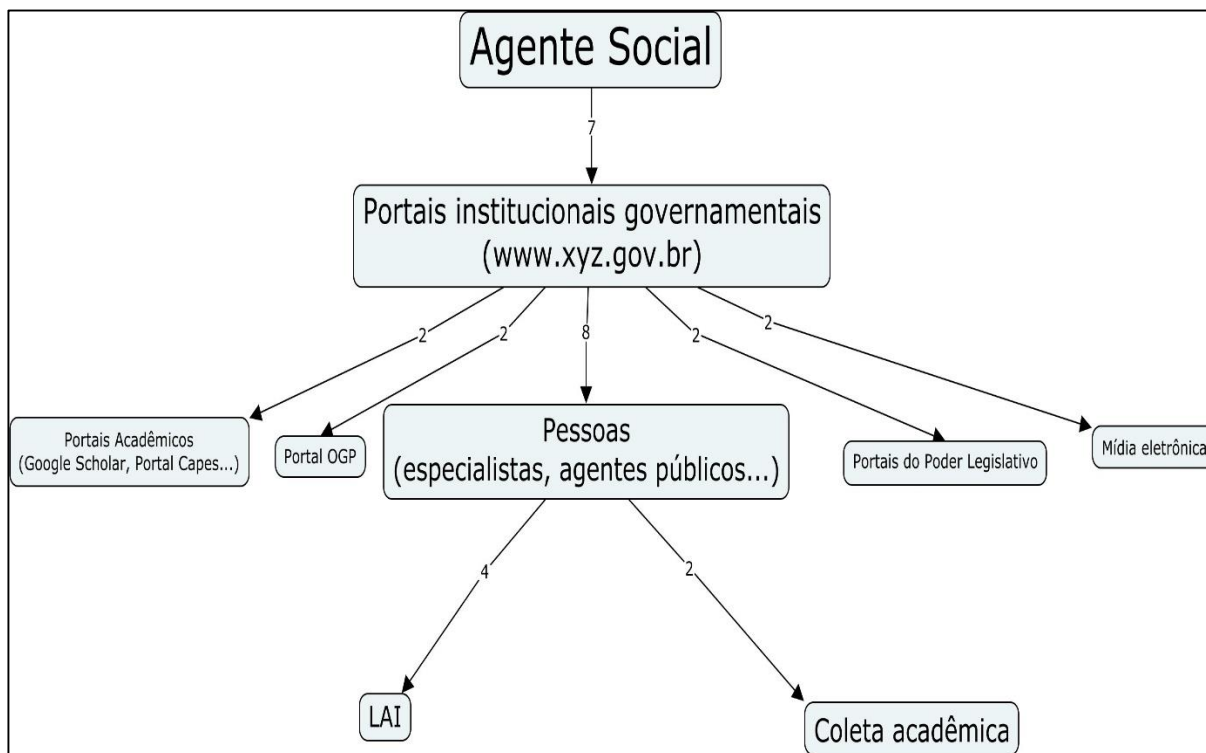 Agente Social
7
Portais institucionais governamentais
(www.xyz.gov.br)
2
2
8
2
2
Portais Acadêmicos
(Google Scholar, Portal Capes...)
Portal OGP
Pessoas
(especialistas, agentes públicos...)
Portais do Poder Legislativo
Mídia eletrônica
4
2
LAI
Coleta acadêmica